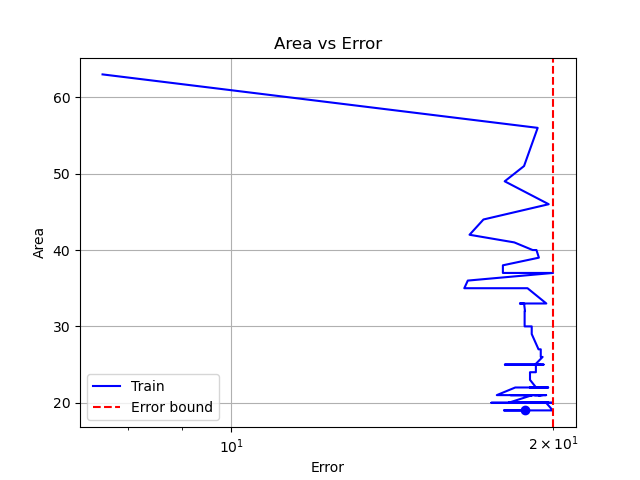 Area vs Error
Area
60
50
40
30
20
Train
Error bound
10¹
2 × 10¹
Error